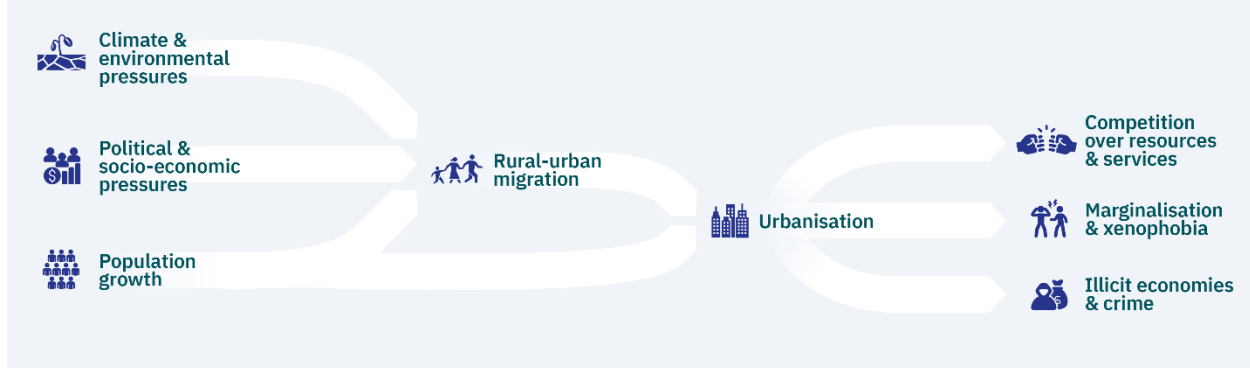 Climate &
environmental
pressures
Political &
socio-economic
pressures
Population
growth
Rural-urban
migration
Urbanisation
Competition
over resources
& services
Marginalisation
& xenophobia
Illicit economies
& crime